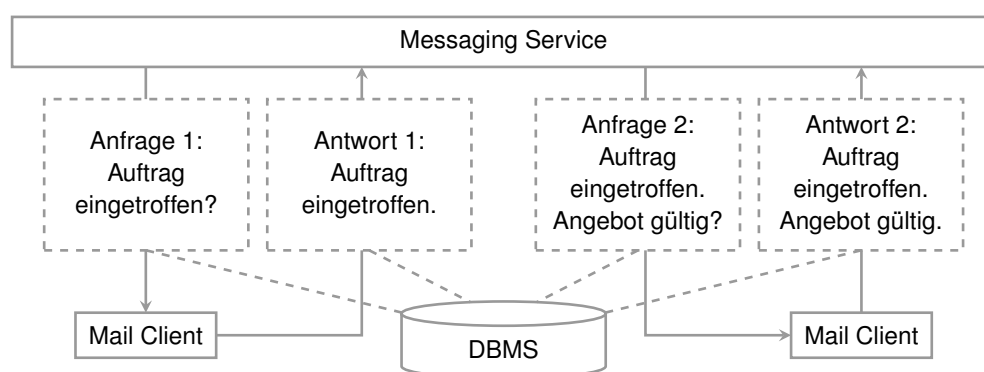 Messaging Service
Anfrage 1:
Auftrag
eingetroffen?
Antwort 1:
Auftrag
eingetroffen.
Anfrage 2:
Auftrag
eingetroffen.
Angebot gültig?
Antwort 2:
Auftrag
eingetroffen.
Angebot gültig.
Mail Client
DBMS
Mail Client